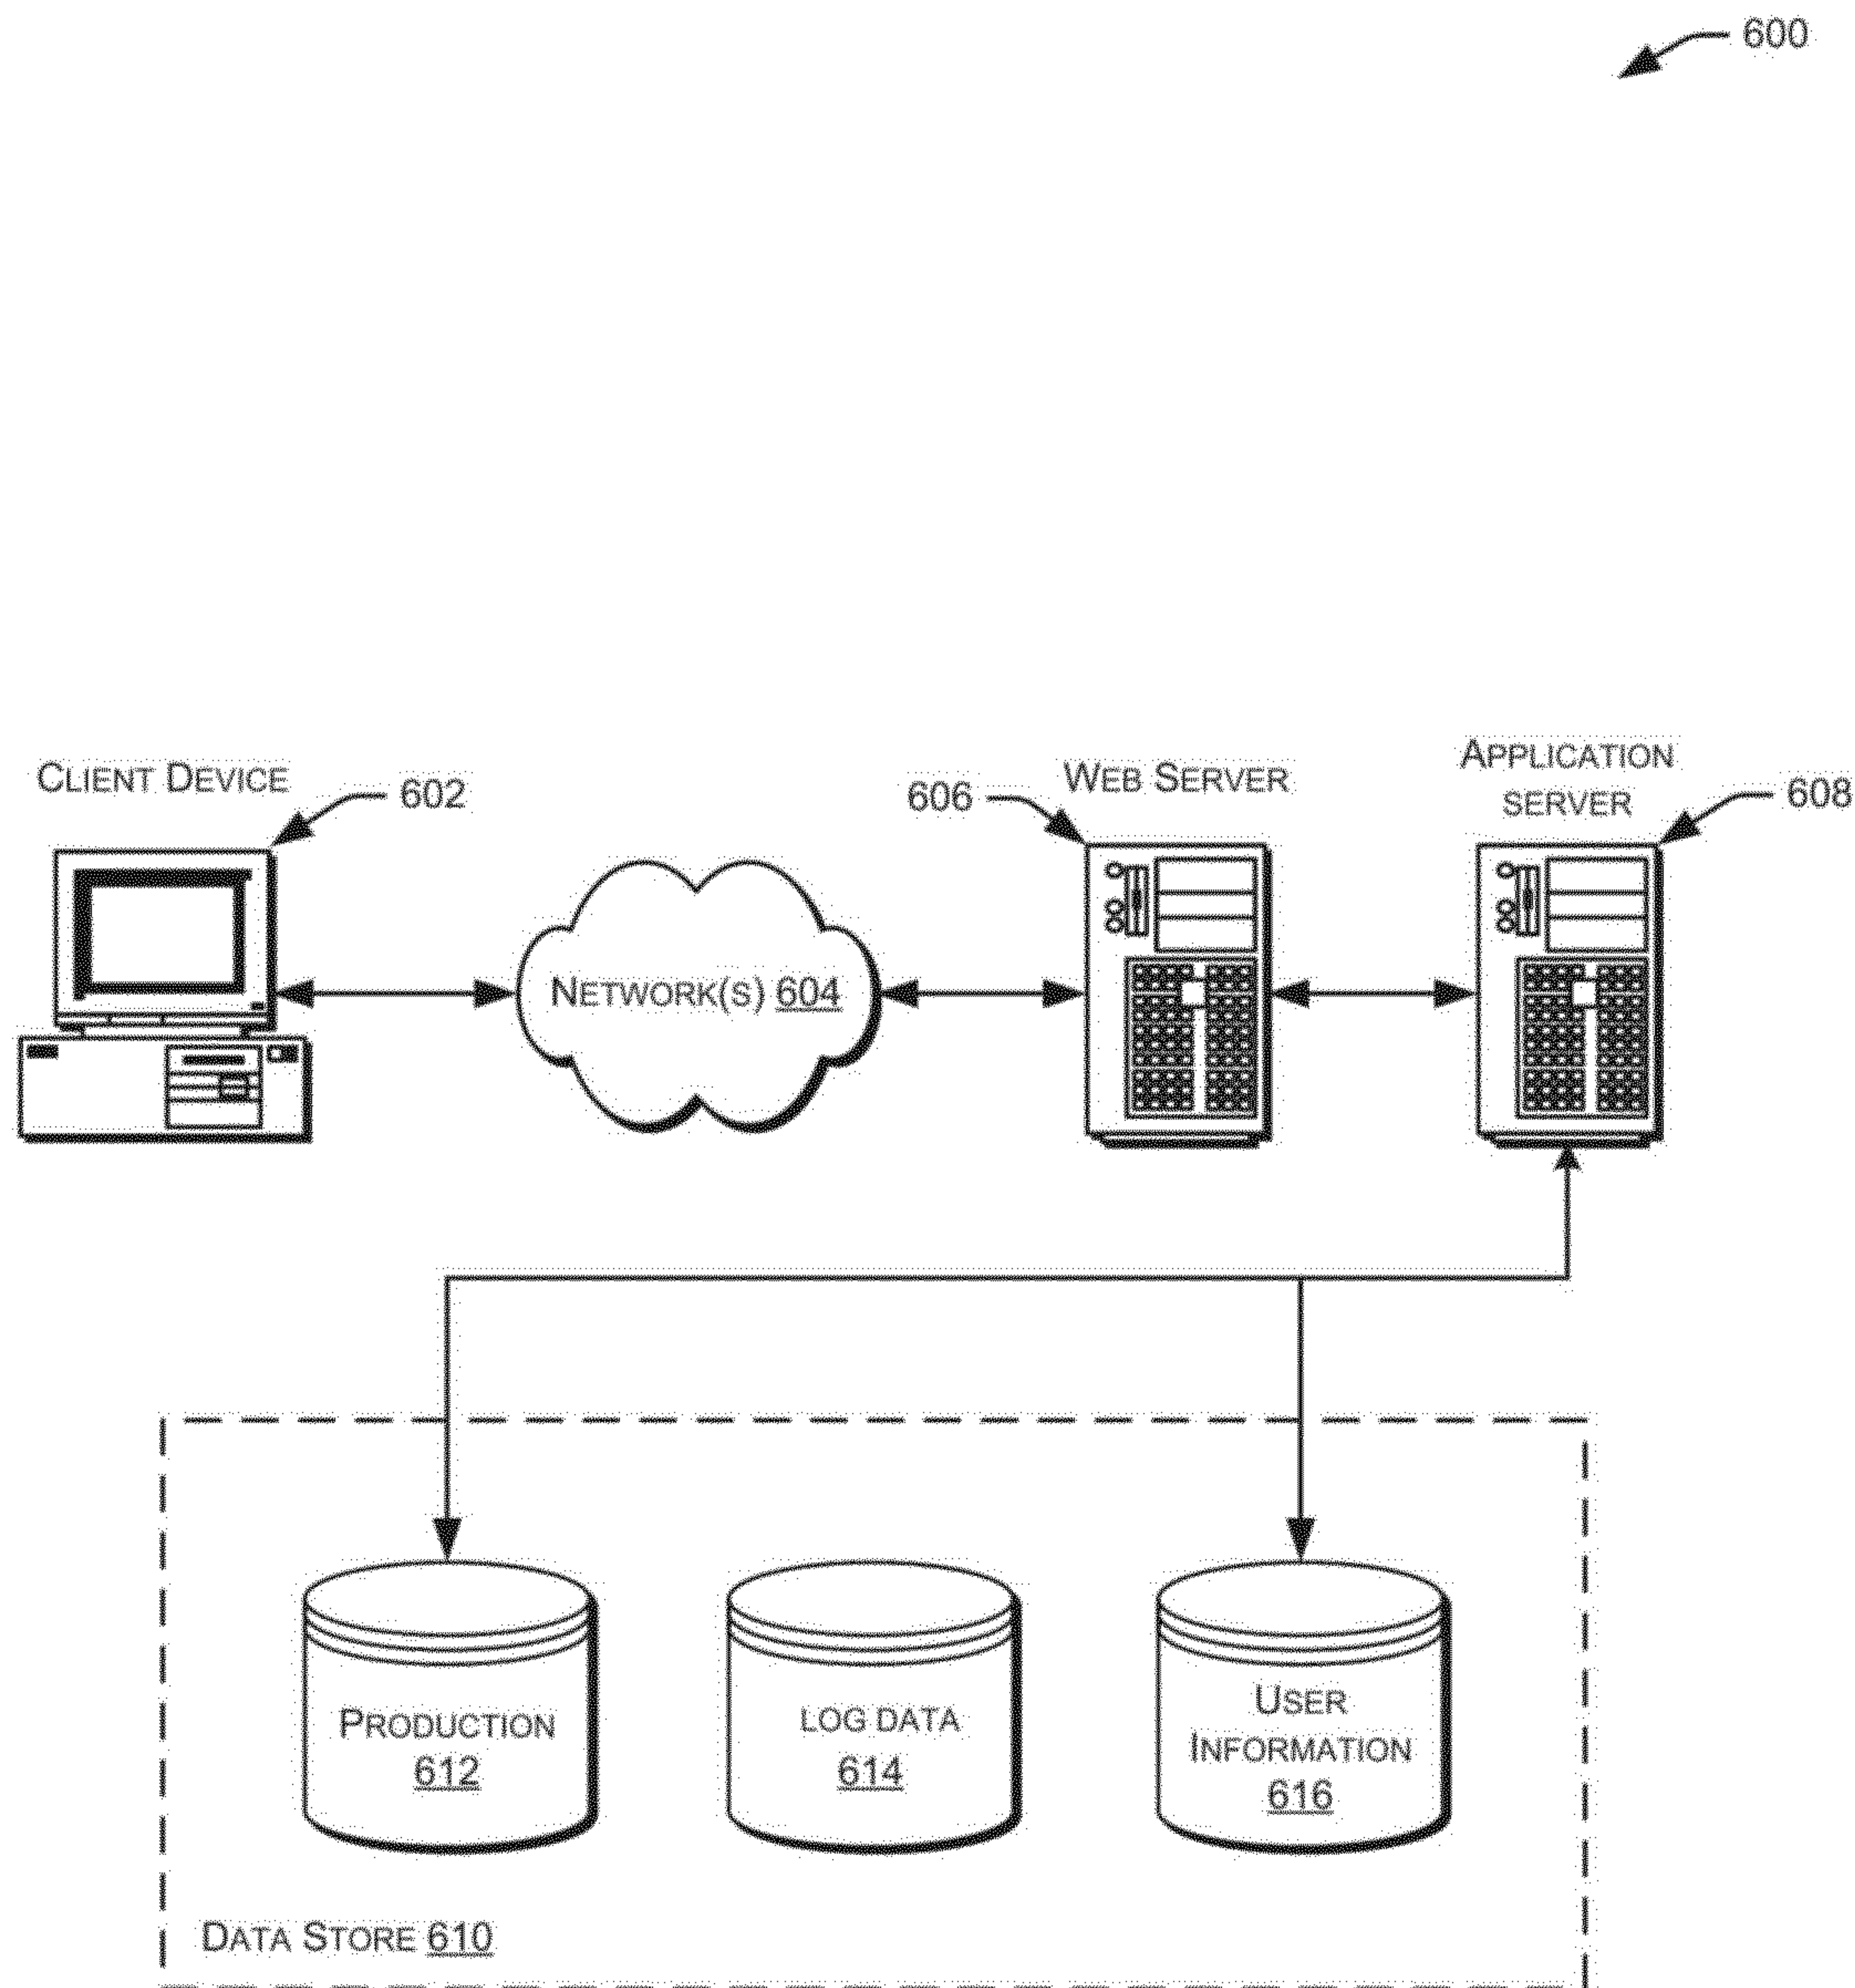 600
CLIENT DEVICE
602
606
WEB SERVER
APPLICATION
SERVER
608
NETWORK(S) 604
PRODUCTION
612
LOG DATA
614
USER
INFORMATION
616
DATA STORE 610